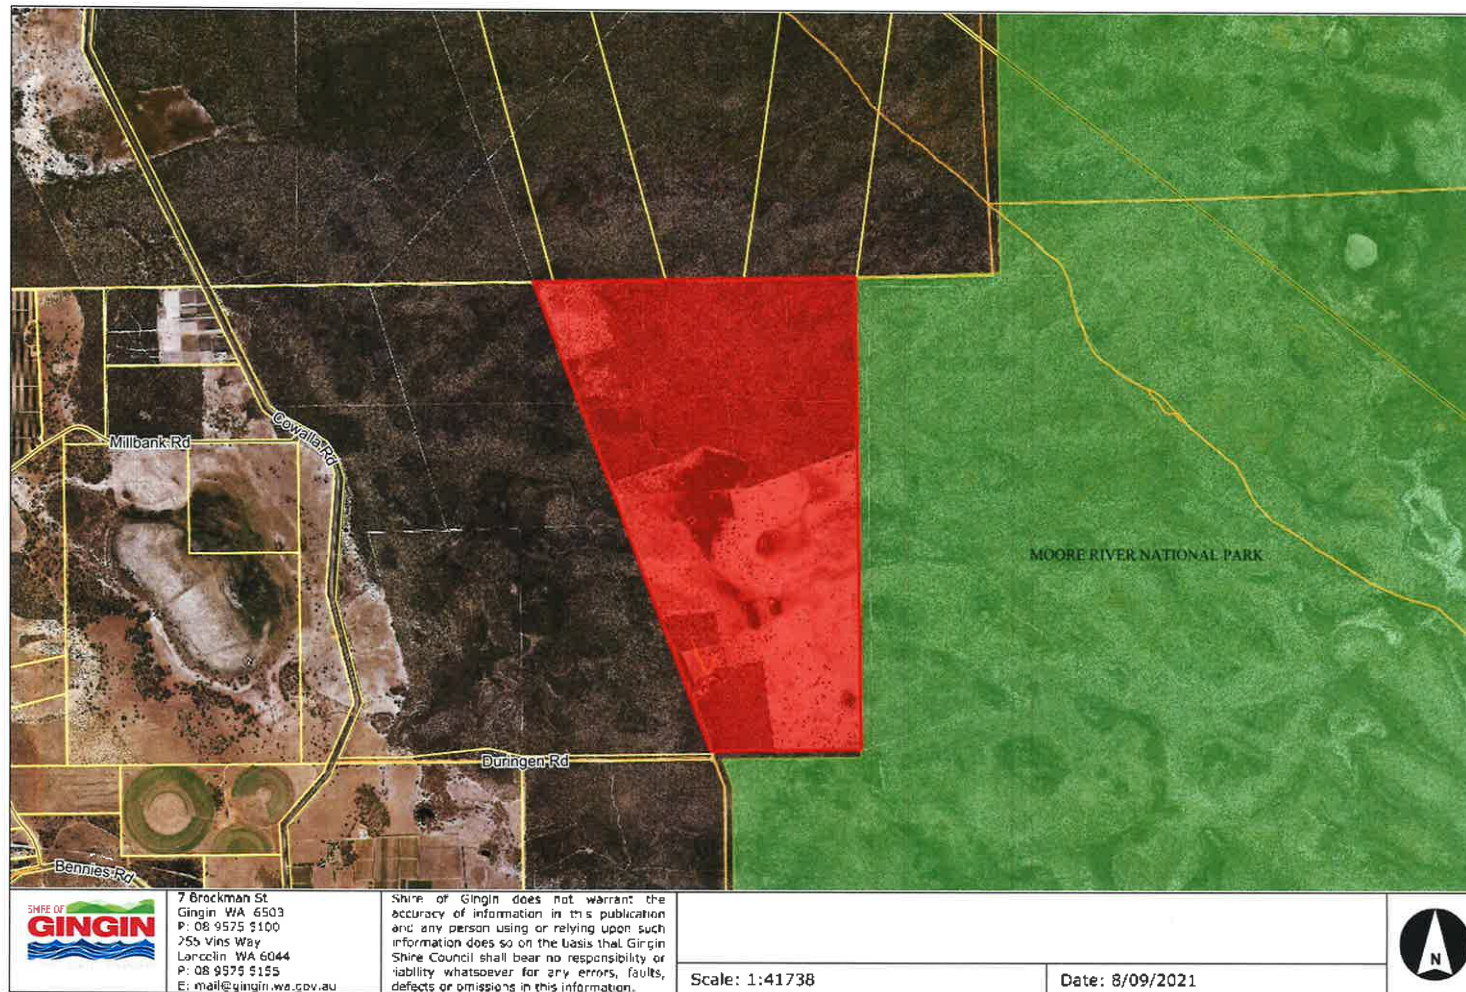 Millbank Rd
Cowalla Rd
MOORE RIVER NATIONAL PARK
Duringen Rd
Bennies Rd
SHIRE OF
GINGIN
7 Brockman St
Gingin WA 6503
P: 08 9575 5100
255 Vins Way
Lancelin WA 6044
P: 08 9575 5155
E: mail@gingin.wa.gov.au
Shire of Gingin does not warrant the
accuracy of information in this publication
and any person using or relying upon such
information does so on the basis that Gingin
Shire Council shall bear no responsibility or
liability whatsoever for any errors, faults,
defects or omissions in this information.
Scale: 1:41738
Date: 8/09/2021
N